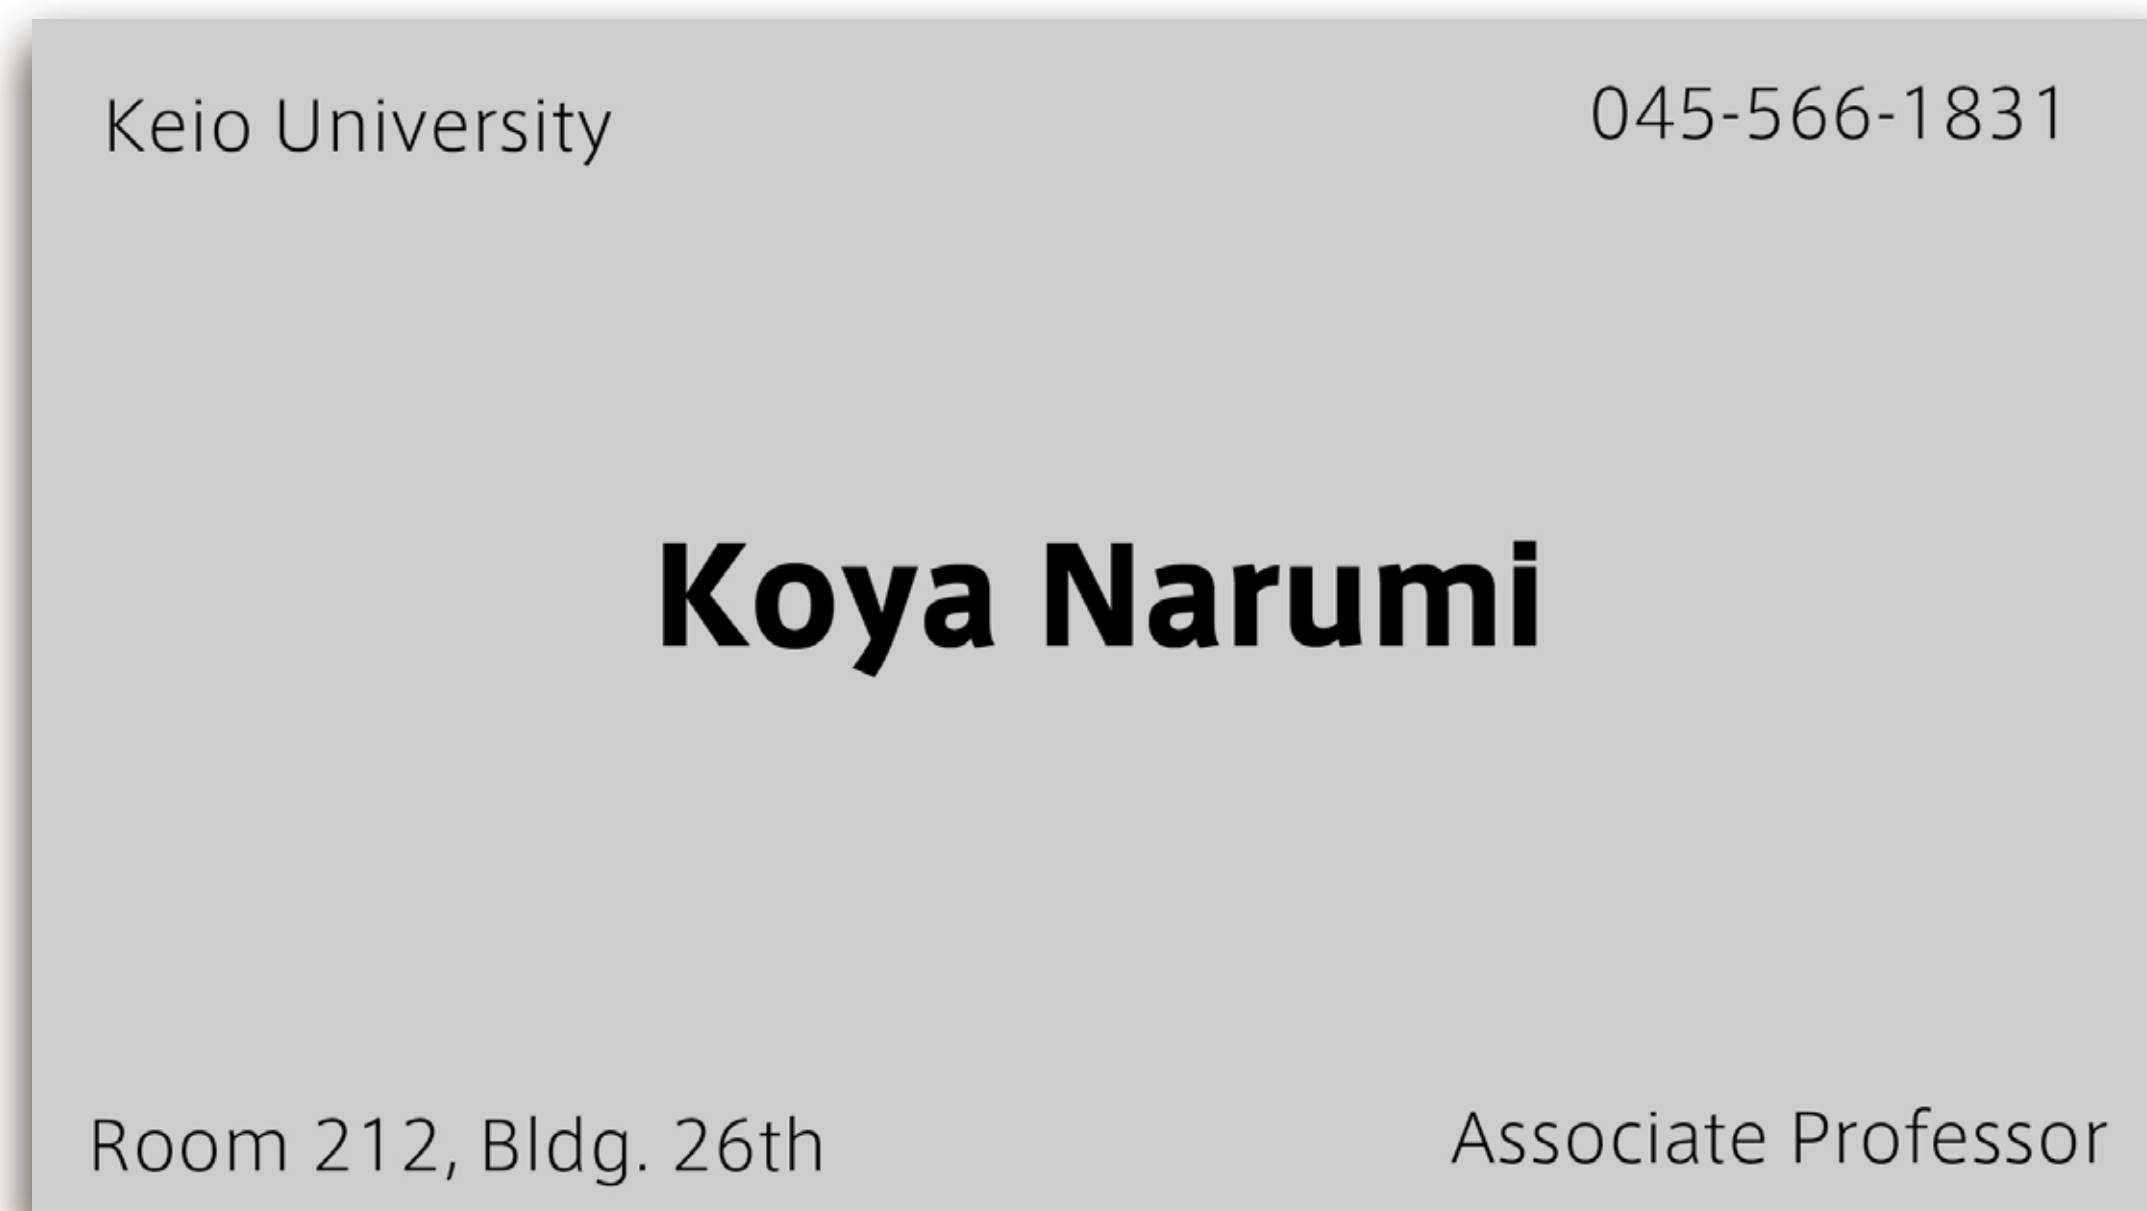 Keio University
045-566-1831
Koya Narumi
Room 212, Bldg. 26th
Associate Professor